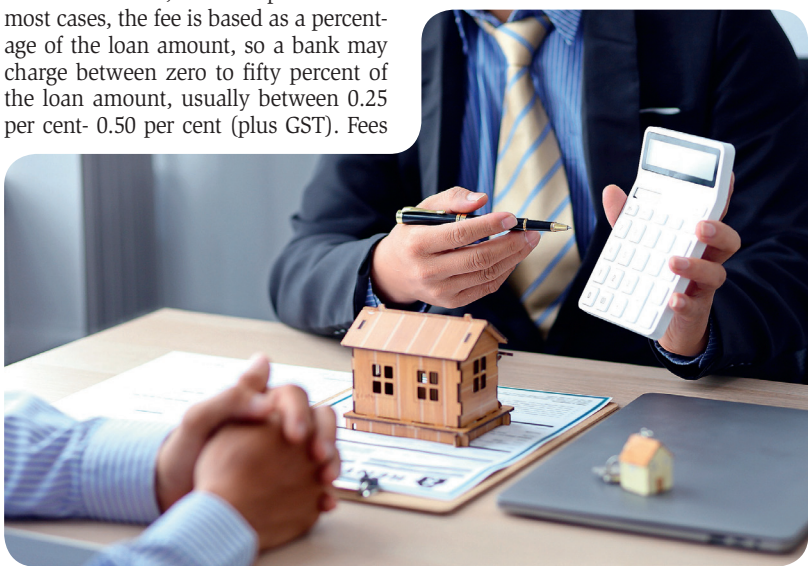 most cases, the fee is based as a percent-
age of the loan amount, so a bank may
charge between zero to fifty percent of
the loan amount, usually between 0.25
per cent- 0.50 per cent (plus GST). Fees